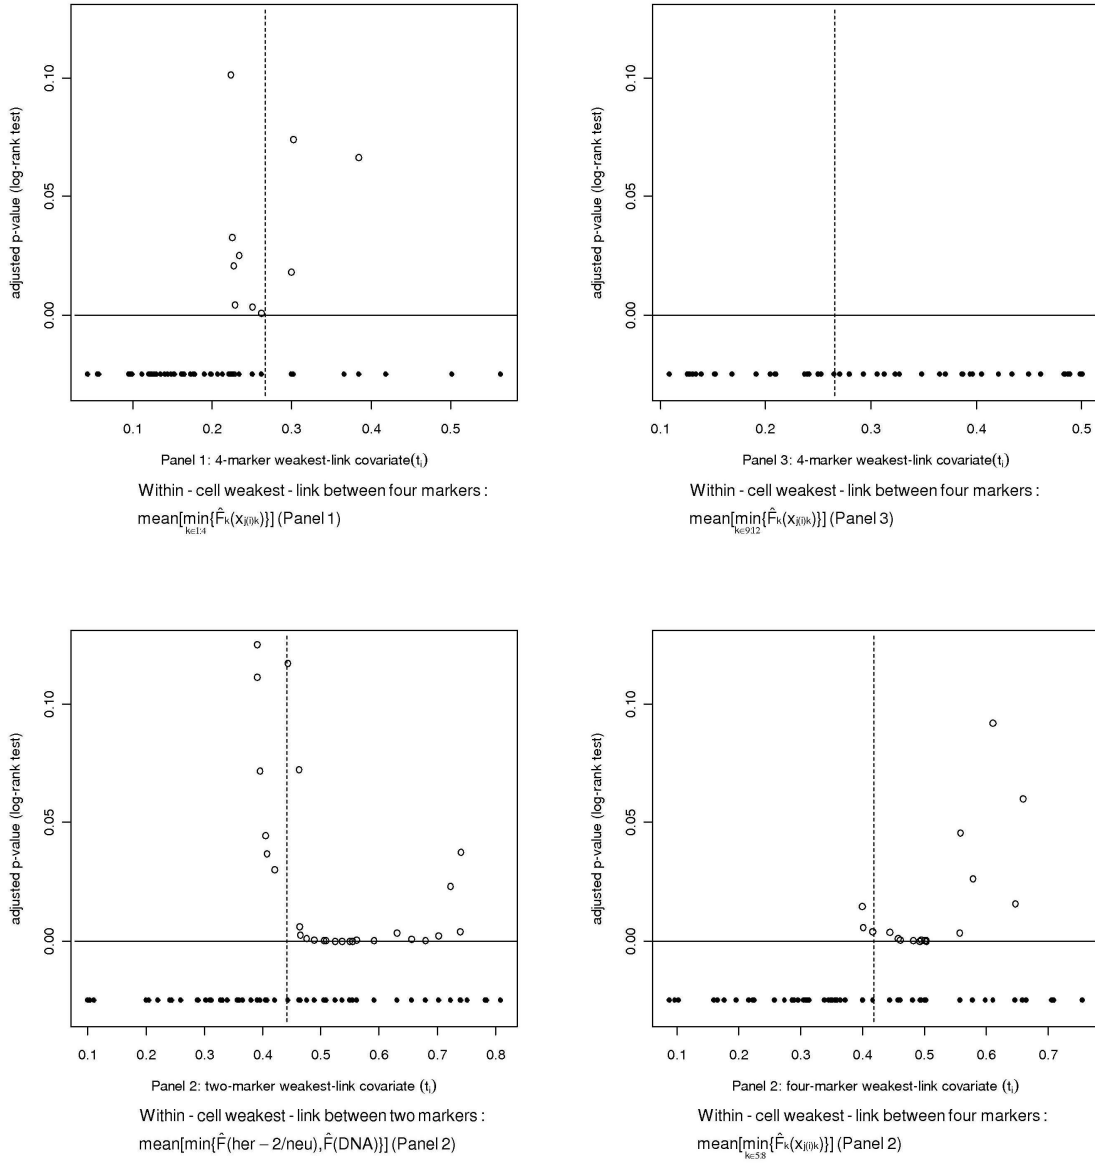 adjusted p-value (log-rank test)
0.10
0.05
0.00
0.1 0.2 0.3 0.4 0.5
Panel 1: 4-marker weakest-link covariate(ti)
Within - cell weakest - link between four markers :
mean[min{F̂k(xj(i)k)}] (Panel 1)
k∈1:4
adjusted p-value (log-rank test)
0.10
0.05
0.00
0.1 0.2 0.3 0.4 0.5
Panel 3: 4-marker weakest-link covariate(ti)
Within - cell weakest - link between four markers :
mean[min{F̂k(xj(i)k)}] (Panel 3)
k∈9:12
adjusted p-value (log-rank test)
0.10
0.05
0.00
0.1 0.2 0.3 0.4 0.5 0.6 0.7 0.8
Panel 2: two-marker weakest-link covariate (ti)
Within - cell weakest - link between two markers :
mean[min{F̂(her − 2/neu),F̂(DNA)}] (Panel 2)
adjusted p-value (log-rank test)
0.10
0.05
0.00
0.1 0.2 0.3 0.4 0.5 0.6 0.7
Panel 2: four-marker weakest-link covariate (ti)
Within - cell weakest - link between four markers :
mean[min{F̂k(xj(i)k)}] (Panel 2)
k∈5:8